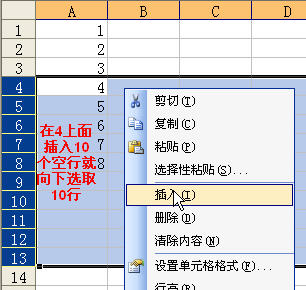 A B C D
1 1
2 2
3 3
4 4
5 5
6 6
7 7
8 8
9
10
11
12
13
14
在4上面
插入10
个空行就
向下选取
10行
剪切(T)
复制(C)
粘贴(P)
选择性粘贴(S)...
插入(I)
删除(D)
清除内容(N)
设置单元格格式(F)...
行高(R)...